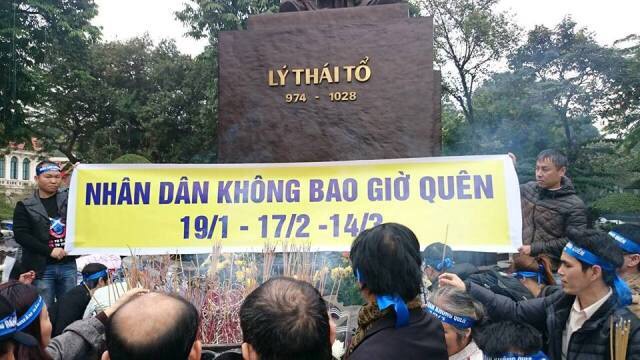 LÝ THÁI TỔ
974 - 1028
NHÂN DÂN KHÔNG BAO GIỜ QUÊN
19/1 - 17/2 -14/3